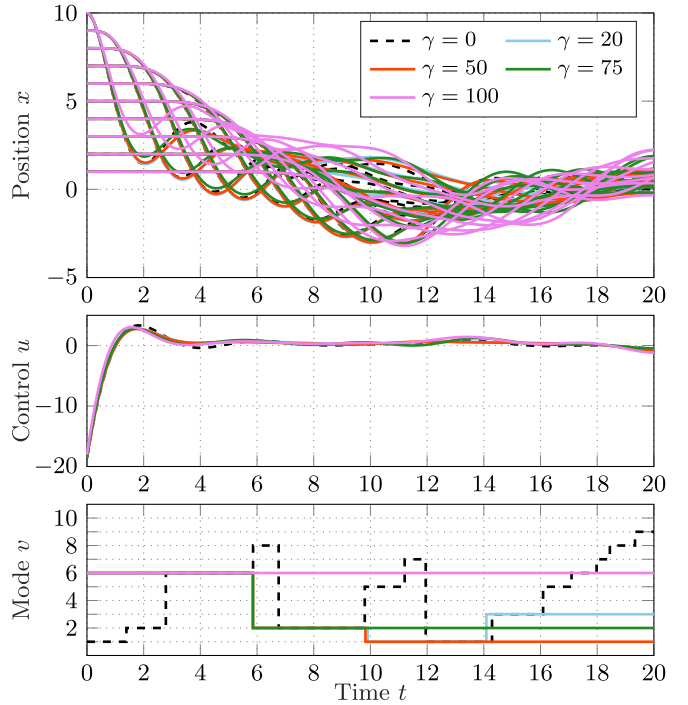 γ = 0
γ = 20
γ = 50
γ = 75
γ = 100
Position x
10
5
0
−5
0 2 4 6 8 10 12 14 16 18 20
Control u
0
−10
−20
0 2 4 6 8 10 12 14 16 18 20
Mode v
10
8
6
4
2
0 2 4 6 8 10 12 14 16 18 20
Time t